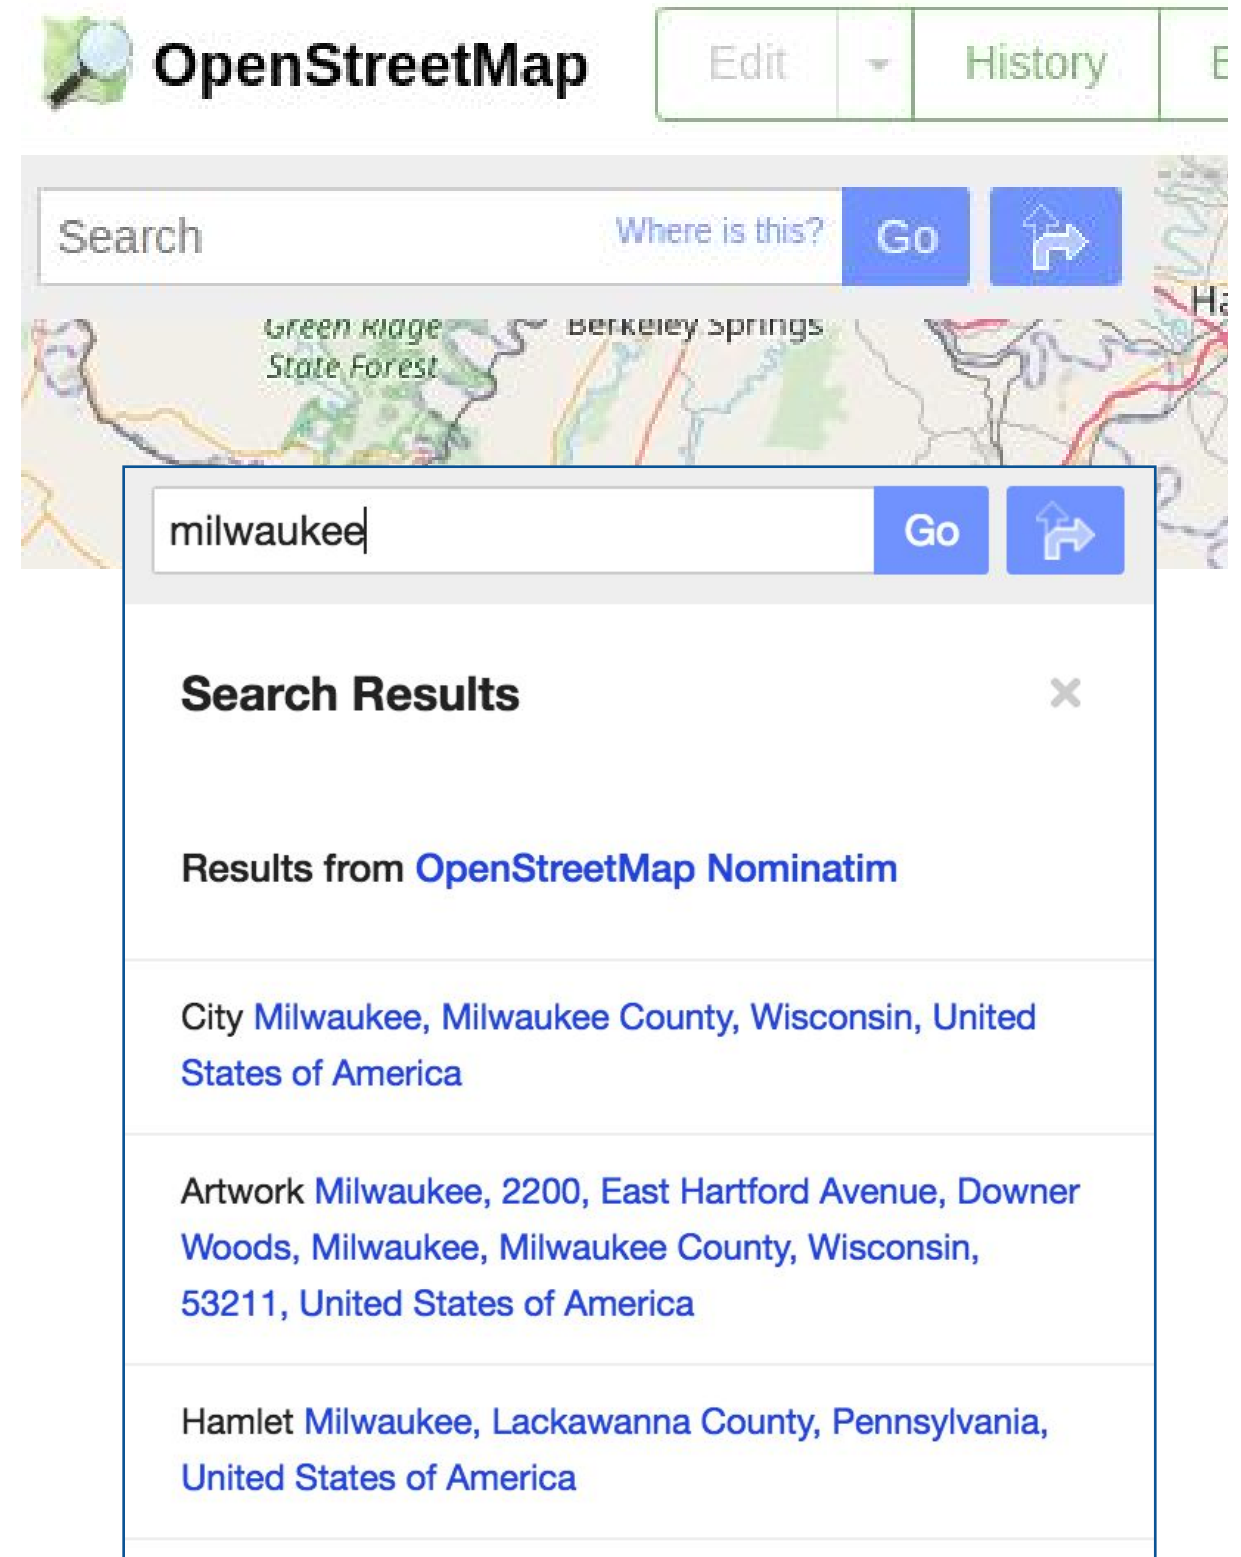 OpenStreetMap
Edit
History
Search
Where is this?
Go
Green Ridge
State Forest
Berkeley Springs
milwaukee
Go
Search Results
×
Results from OpenStreetMap Nominatim
City Milwaukee, Milwaukee County, Wisconsin, United
States of America
Artwork Milwaukee, 2200, East Hartford Avenue, Downer
Woods, Milwaukee, Milwaukee County, Wisconsin,
53211, United States of America
Hamlet Milwaukee, Lackawanna County, Pennsylvania,
United States of America